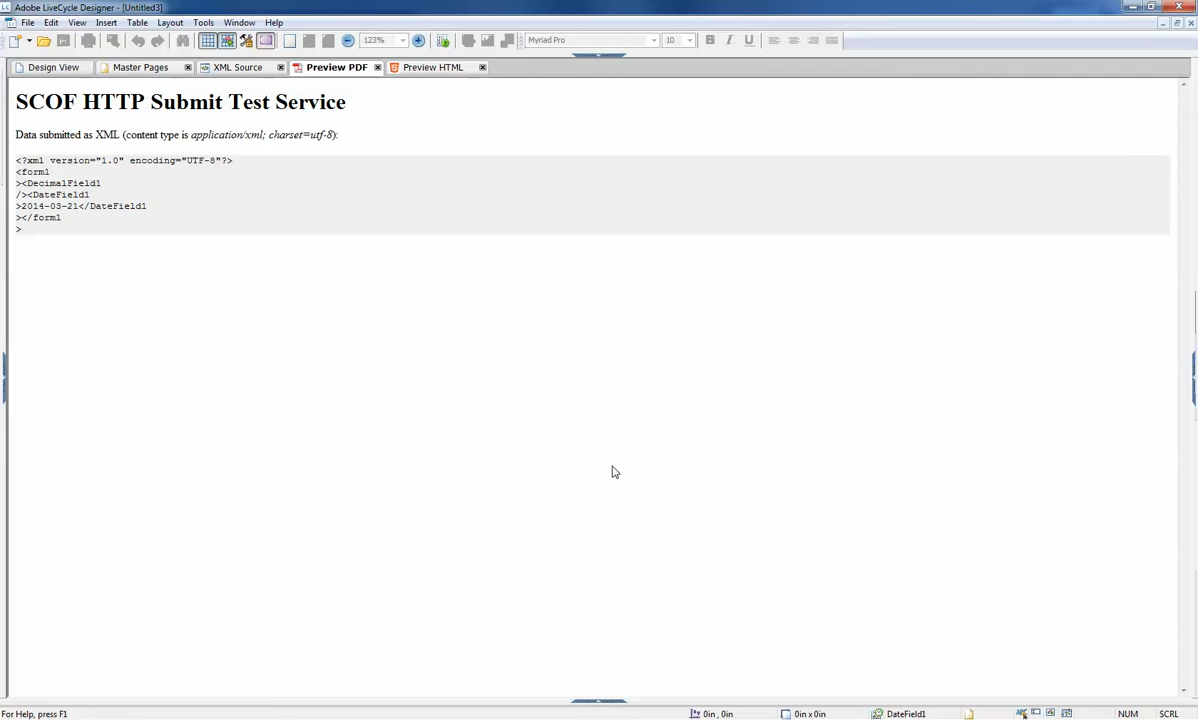 Adobe LiveCycle Designer - [Untitled3]
File Edit View Insert Table Layout Tools Window Help
123% Myriad Pro 10 B I U
Design View Master Pages XML Source Preview PDF Preview HTML
SCOF HTTP Submit Test Service
Data submitted as XML (content type is application/xml; charset=utf-8):
<?xml version="1.0" encoding="UTF-8"?>
<form1
><DecimalField1
/><DateField1
>2014-03-21</DateField1
></form1
>
For Help, press F1 0in , 0in 0in x 0in DateField1 ABC NUM SCRL